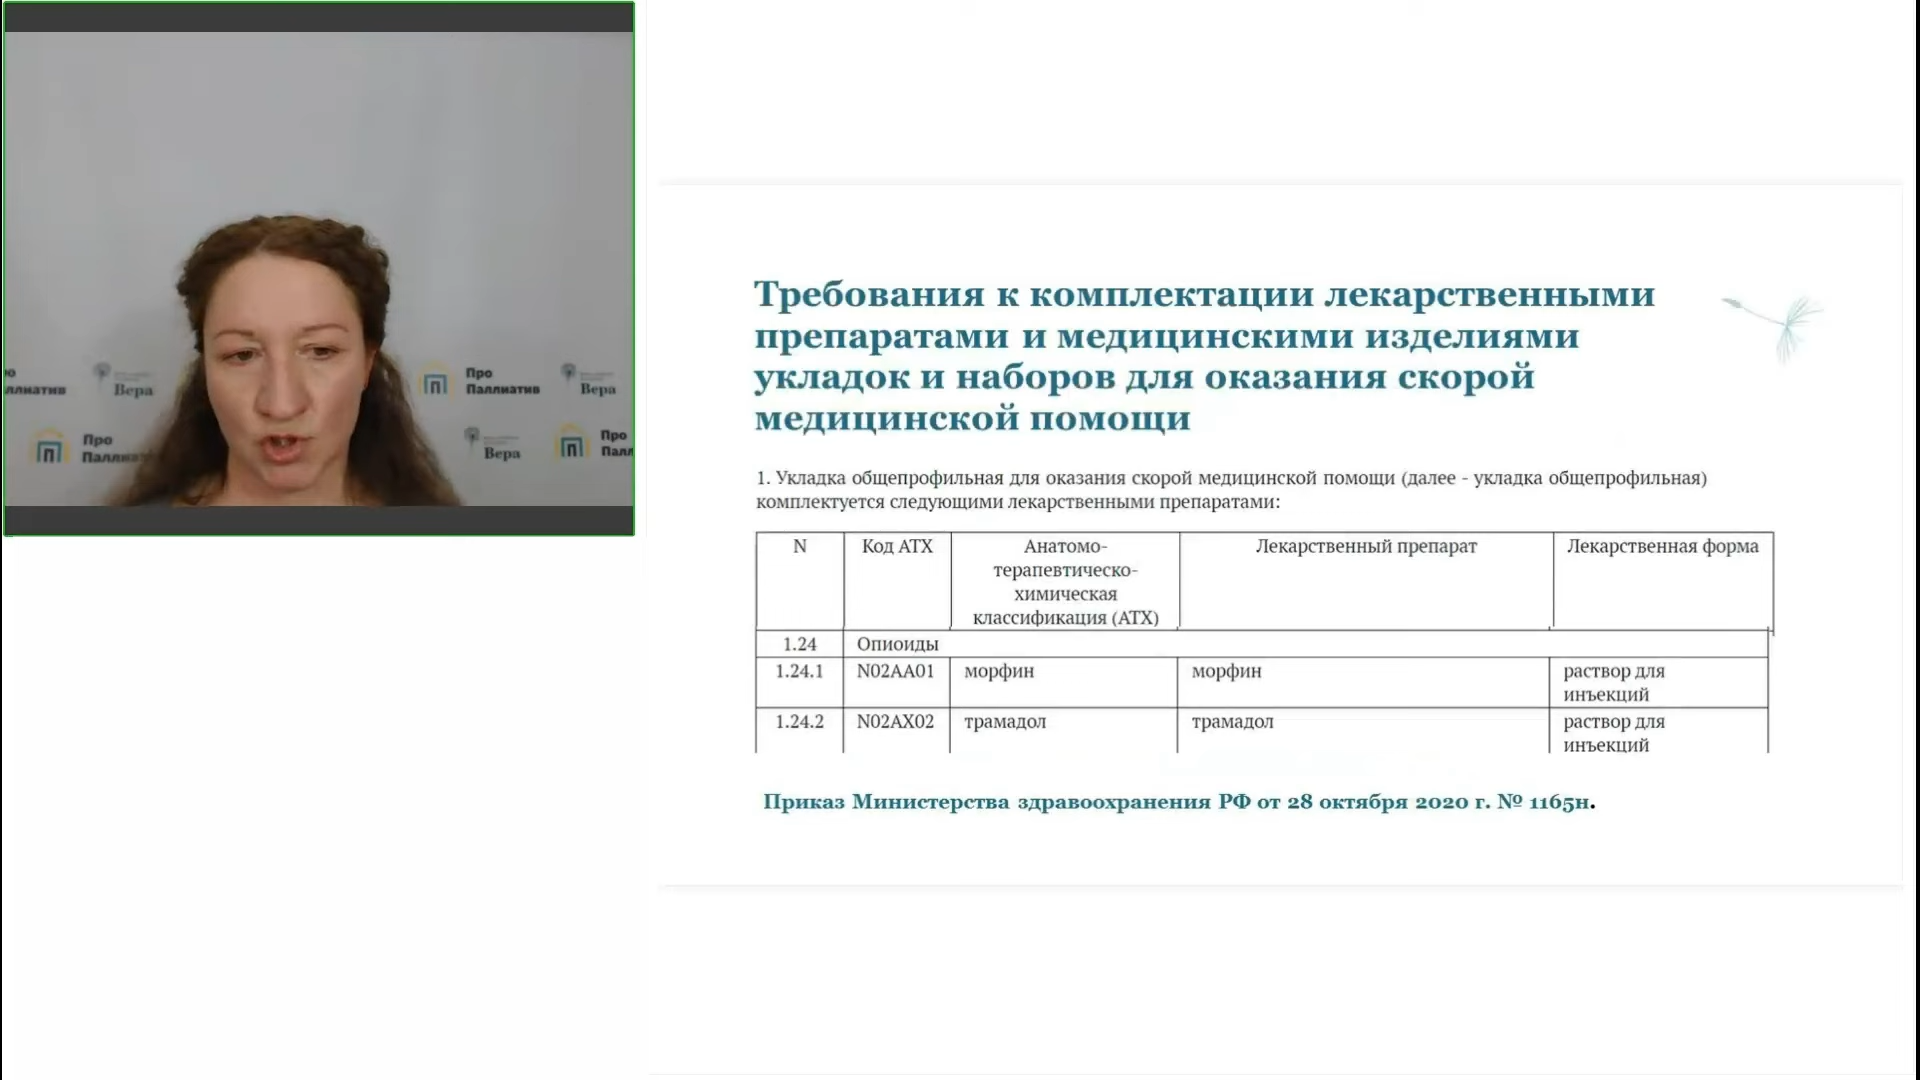 Про
Паллиатив
Вера
Про
Паллиатив
Вера
Про
Вера
Про
Требования к комплектации лекарственными
препаратами и медицинскими изделиями
укладок и наборов для оказания скорой
медицинской помощи
1. Укладка общепрофильная для оказания скорой медицинской помощи (далее - укладка общепрофильная)
комплектуется следующими лекарственными препаратами:
N Код АТХ Анатомо- Лекарственный препарат Лекарственная форма
терапевтическо-
химическая
классификация (АТХ)
1.24 Опиоиды
1.24.1 N02AA01 морфин морфин раствор для
инъекций
1.24.2 N02AX02 трамадол трамадол раствор для
инъекций
Приказ Министерства здравоохранения РФ от 28 октября 2020 г. № 1165н.